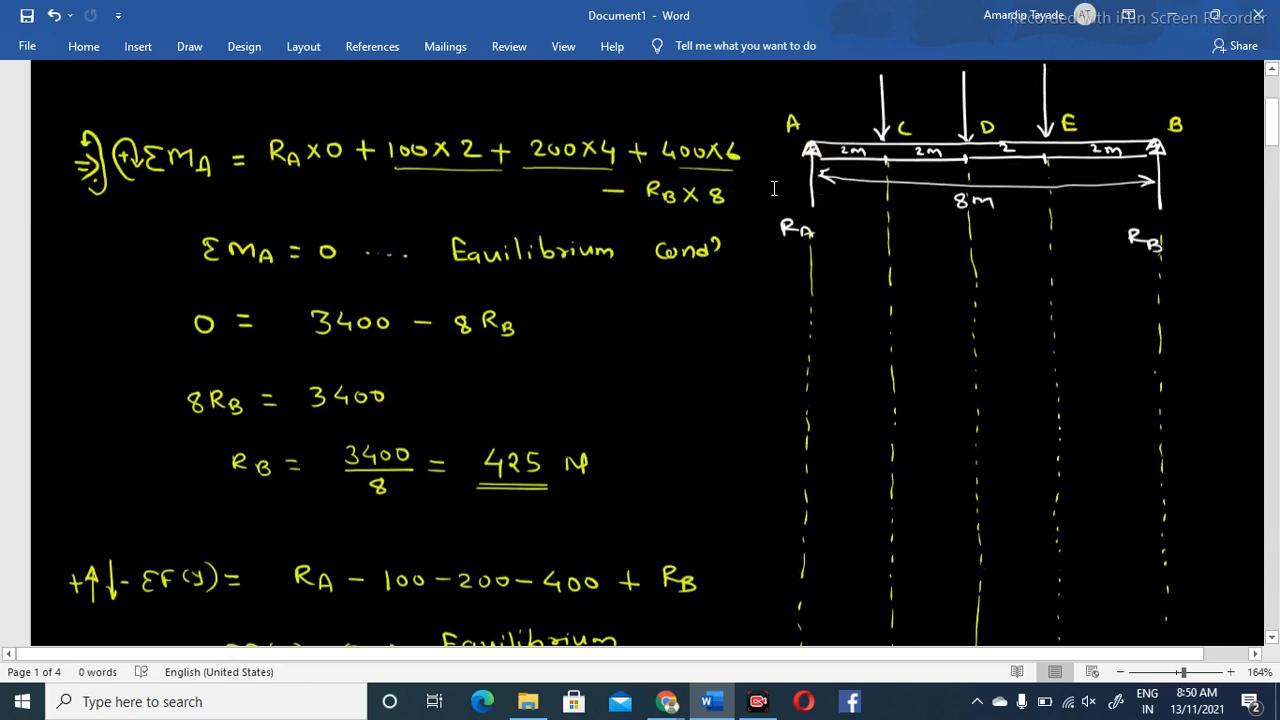 Document1 - Word
Amardip Tayade AT
Recorded with iFun Screen Recorder
File Home Insert Draw Design Layout References Mailings Review View Help Tell me what you want to do Share
A C D E B
ΣMA = RA×0 + 100×2 + 200×4 + 400×6
− RB×8
2m 2m 2 2m
8m
RA RB
ΣMA = 0 .... Equilibrium Condⁿ
0 = 3400 − 8RB
8RB = 3400
RB = 3400/8 = 425 N
+↑↓− ΣF(y) = RA − 100 − 200 − 400 + RB
Equilibrium
Page 1 of 4 0 words English (United States) 164%
Type here to search
ENG
IN
8:50 AM
13/11/2021
2